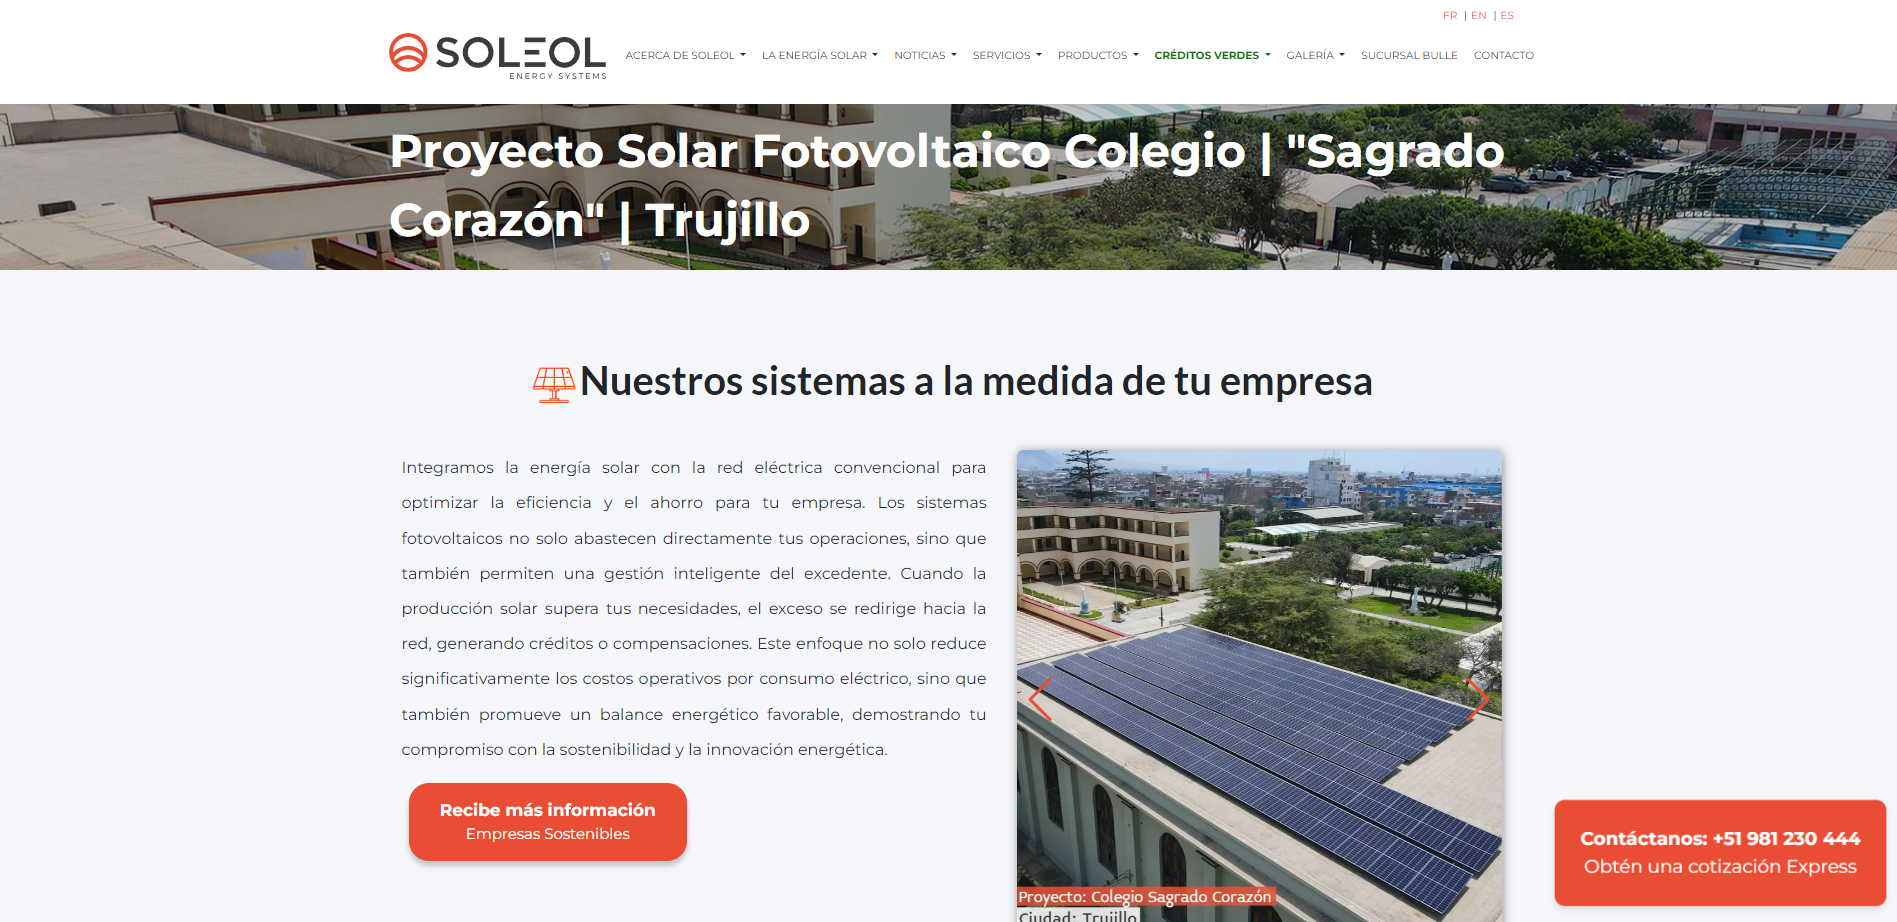 FR | EN | ES
SOLEOL
ENERGY SYSTEMS
ACERCA DE SOLEOL LA ENERGÍA SOLAR NOTICIAS SERVICIOS PRODUCTOS CRÉDITOS VERDES GALERÍA SUCURSAL BULLE CONTACTO
Proyecto Solar Fotovoltaico Colegio | "Sagrado
Corazón" | Trujillo
Nuestros sistemas a la medida de tu empresa
Integramos la energía solar con la red eléctrica convencional para
optimizar la eficiencia y el ahorro para tu empresa. Los sistemas
fotovoltaicos no solo abastecen directamente tus operaciones, sino que
también permiten una gestión inteligente del excedente. Cuando la
producción solar supera tus necesidades, el exceso se redirige hacia la
red, generando créditos o compensaciones. Este enfoque no solo reduce
significativamente los costos operativos por consumo eléctrico, sino que
también promueve un balance energético favorable, demostrando tu
compromiso con la sostenibilidad y la innovación energética.
Recibe más información
Empresas Sostenibles
Proyecto: Colegio Sagrado Corazón
Ciudad: Trujillo
Contáctanos: +51 981 230 444
Obtén una cotización Express